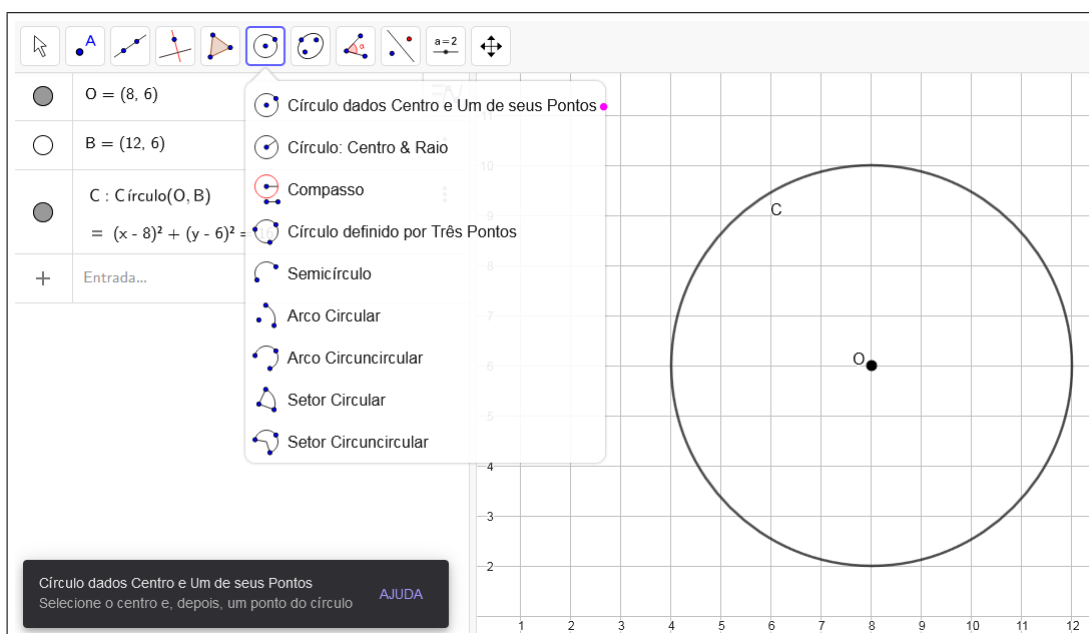 A
a=2
O = (8, 6)
B = (12, 6)
C : Círculo(O, B)
= (x - 8)² + (y - 6)² =
Entrada...
Círculo dados Centro e Um de seus Pontos
Círculo: Centro & Raio
Compasso
Círculo definido por Três Pontos
Semicírculo
Arco Circular
Arco Circuncircular
Setor Circular
Setor Circuncircular
Círculo dados Centro e Um de seus Pontos
Selecione o centro e, depois, um ponto do círculo
AJUDA
11
10
9
8
7
6
5
4
3
2
C
O
1 2 3 4 5 6 7 8 9 10 11 12